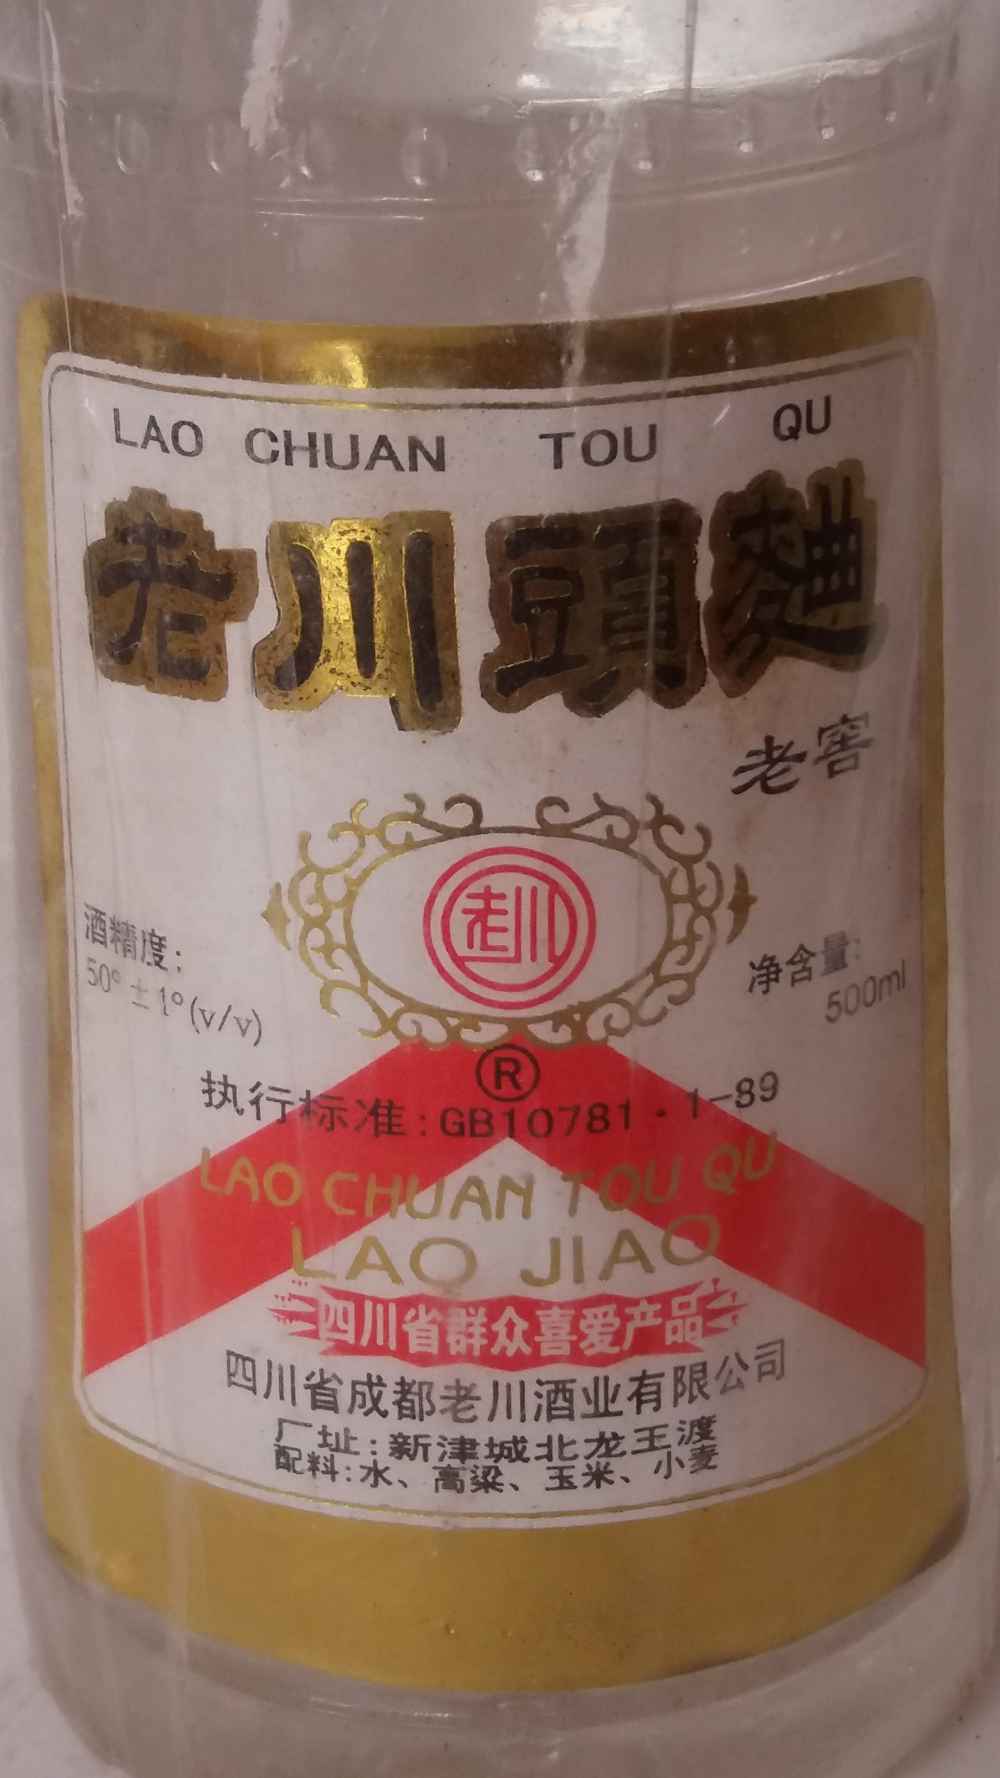 LAO CHUAN TOU QU
老川頭麯
老窖
老川
酒精度：
50°±1°(v/v)
净含量：
500ml
®
执行标准：GB10781·1-89
LAO CHUAN TOU QU
LAO JIAO
四川省群众喜爱产品
四川省成都老川酒业有限公司
厂址：新津城北龙王渡
配料：水、高粱、玉米、小麦